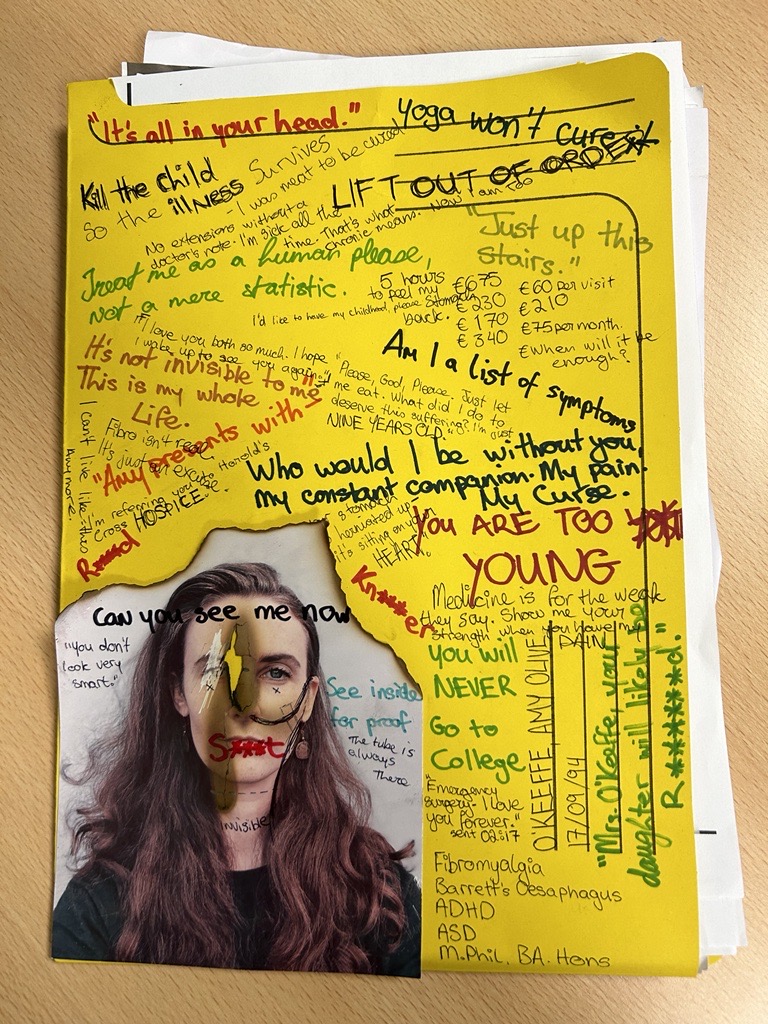 "It's all in your head."
Yoga won't cure it
Kill the child
So the illness survives
- I was meat to be cured
LIFT OUT OF ORDER
Now I am too
No extensions without a
doctor's note. I'm sick all the
time. That's what
chronic means.
"Just up this
stairs."
Treat me as a human please,
not a mere statistic.
5 hours
to peel my
stomach
back.
I'd like to have my childhood, please
€675
€230
€170
€340
€60 per visit
€210
€75 per month.
€When will it be
enough?
"I love you both so much. I hope
I wake up to see you again."
It's not invisible to me
This is my whole
Life.
"Please, God, Please. Just let
me eat. What did I do to
deserve this suffering? I'm just
NINE YEARS OLD."
Am I a list of symptoms
I can't live like this
Any more.
Fibro isn't real
It's just an excuse
"Amy presents with"
I'm referring you
Harold's
Cross HOSPICE.
R****d
Who would I be without you,
my constant companion. My pain.
My Curse.
Stomach
herniated up
it's sitting on your
HEART.
YOU ARE TOO
YOUNG
Kn****er
Medicine is for the weak
they say. Show me your
strength when you have my
PAIN
Can you see me now
"you don't
look very
smart."
See inside
for proof
The tube is
always
There
S***t
invisible
You will
NEVER
Go to
College
"Emergency
surgery. I love
you forever."
sent 02:17
O'KEEFFE, AMY OLIVE
17/09/94
"Mrs. O'Keeffe, your
daughter will likely be
R******d."
Fibromyalgia
Barrett's Oesaphagus
ADHD
ASD
M.Phil. BA. Hons